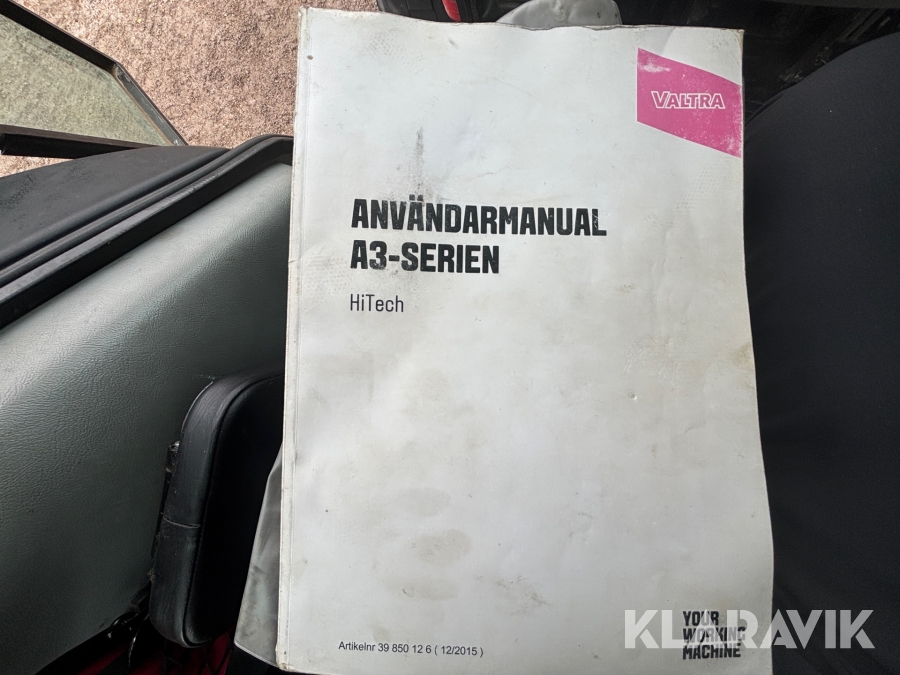 VALTRA
ANVÄNDARMANUAL
A3-SERIEN
HiTech
YOUR
WORKING
MACHINE
KLARAVIK
Artikelnr 39 850 12 6 ( 12/2015 )